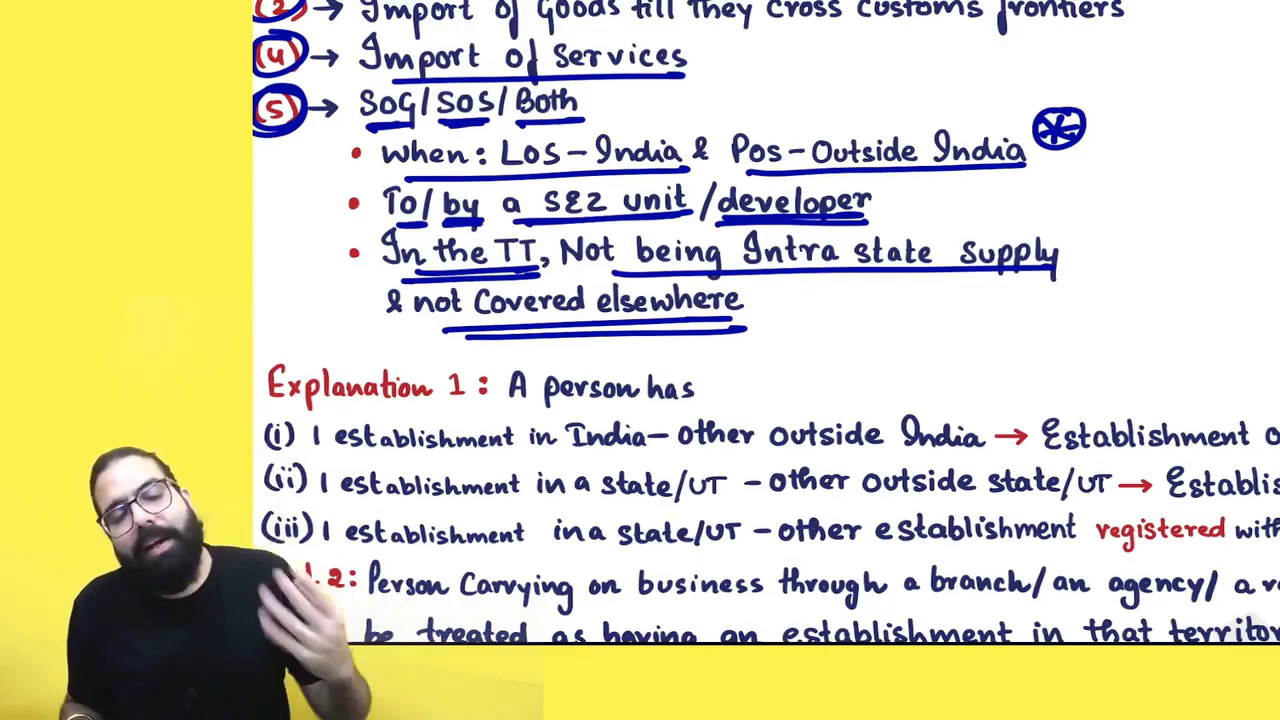 (2) → Import of Goods till They cross customs frontiers
(4) → Import of Services
(5) → SOG/SOS/Both
• when: LOS-India & POS-Outside India *
• To/by a SEZ unit/developer
• In the TT, Not being Intra state supply
& not Covered elsewhere
Explanation 1: A person has
(i) 1 establishment in India-other outside India → Establishment
(ii) 1 establishment in a state/UT -other outside state/UT →
(iii) 1 establishment in a state/UT -other establishment registered
2: Person Carrying on business through a branch/an agency/a
be treated as having an establishment in that